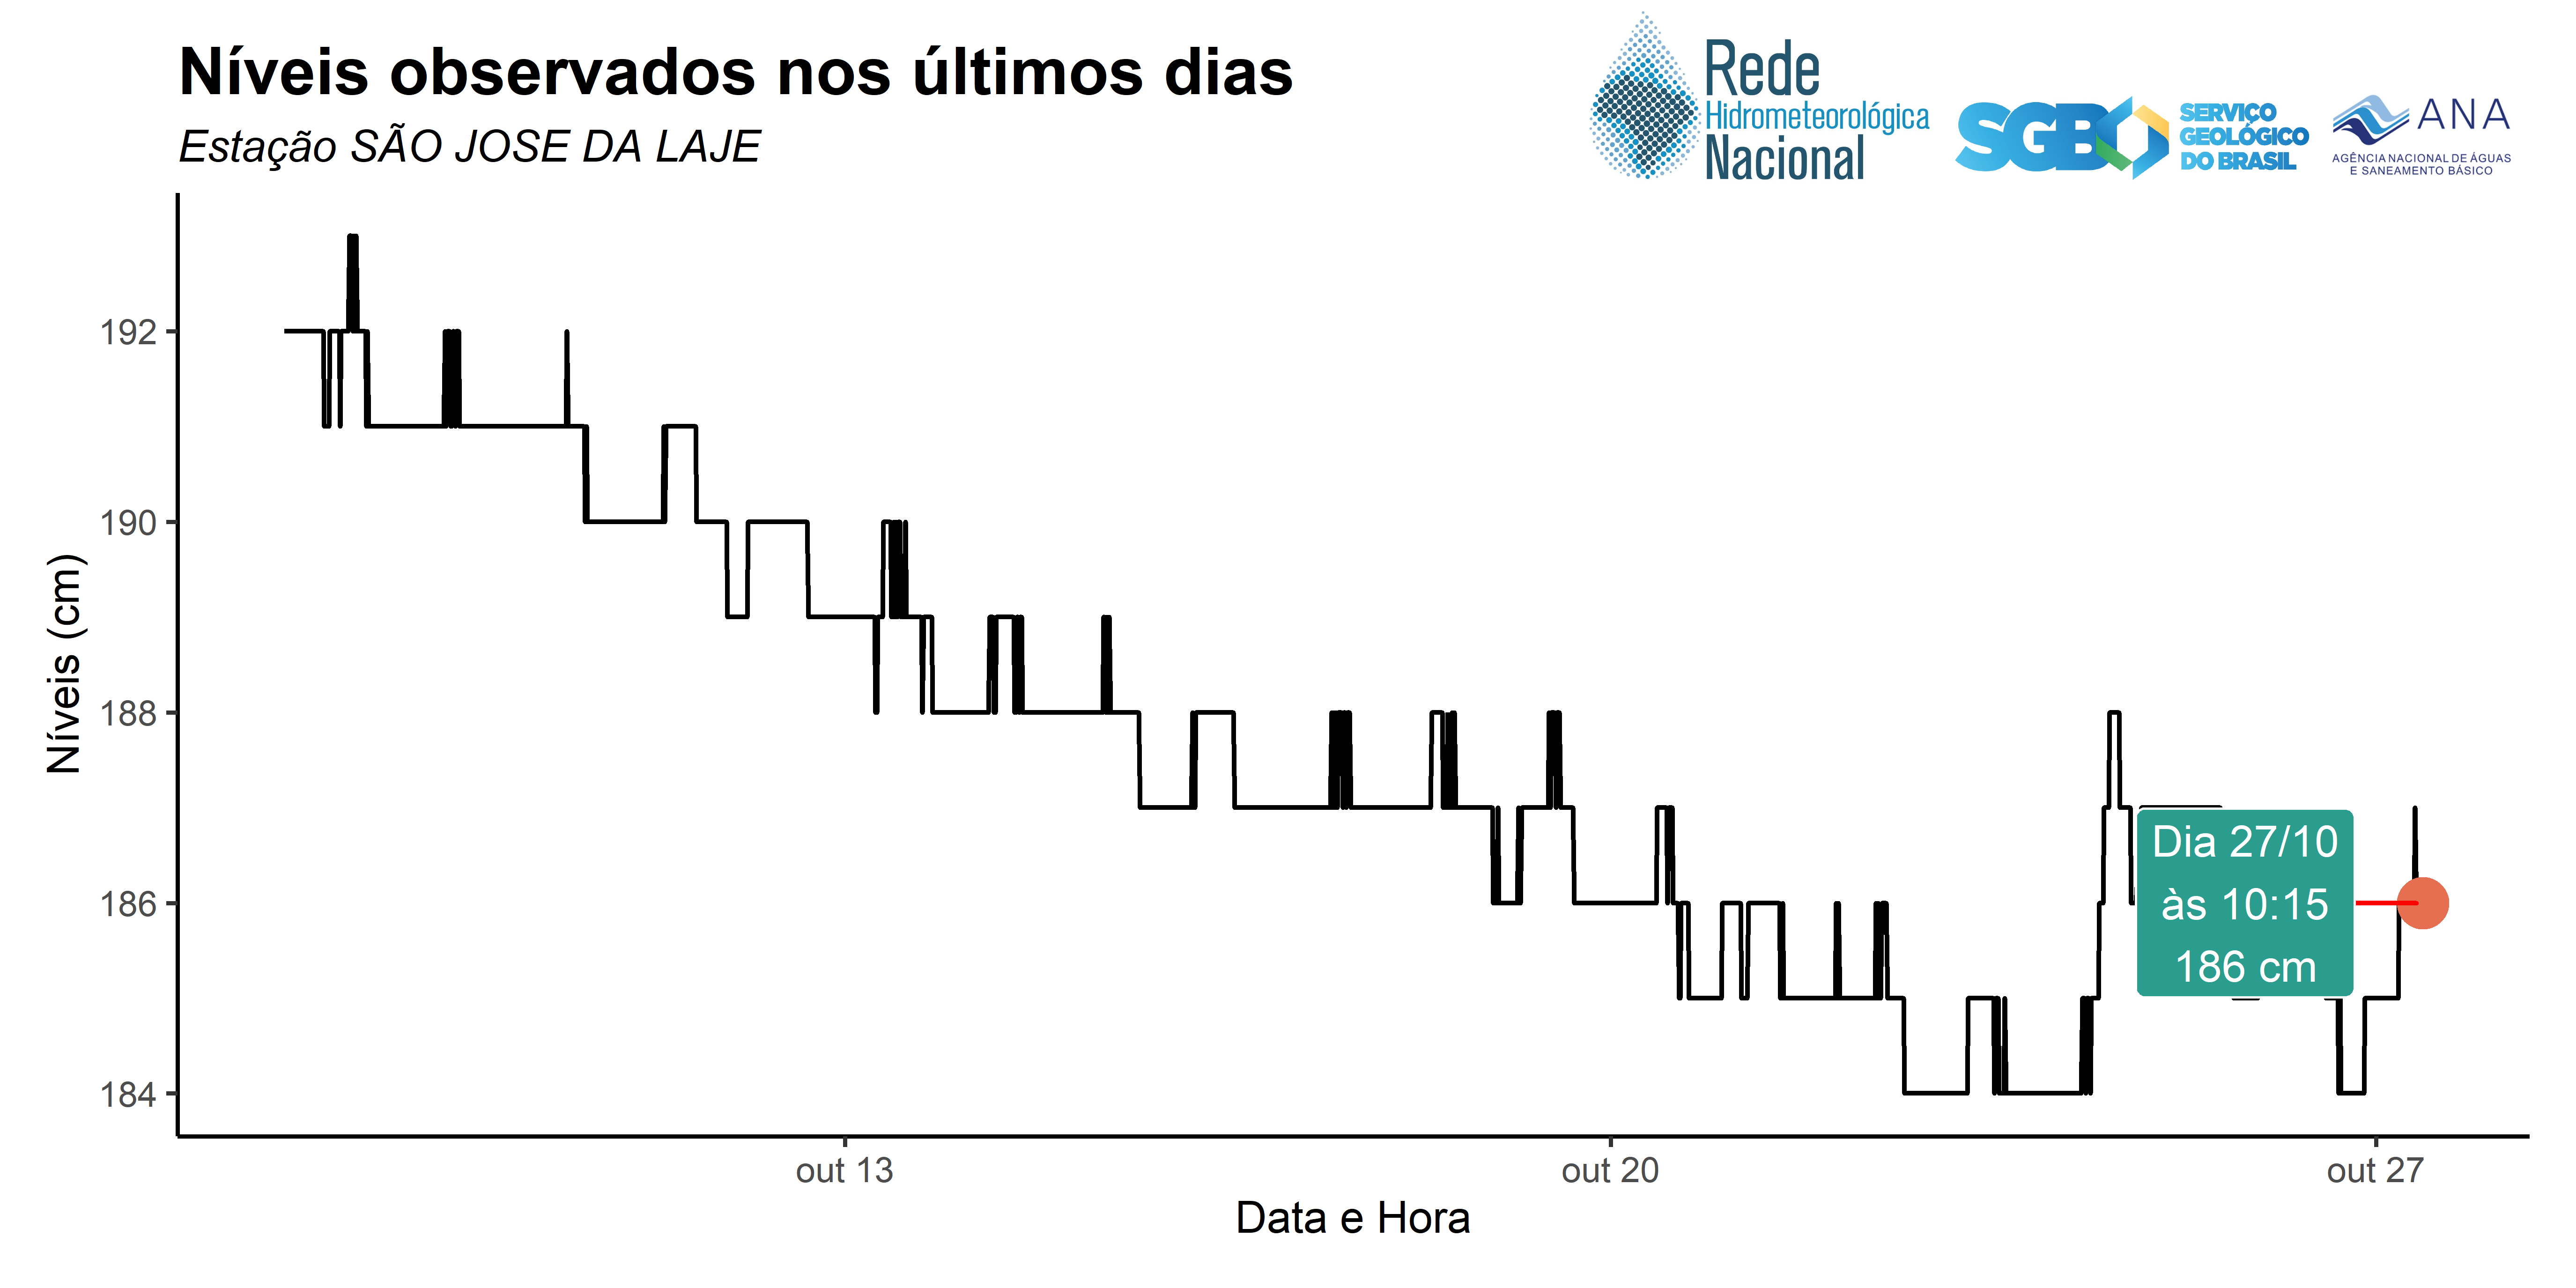 Níveis observados nos últimos dias
Estação SÃO JOSE DA LAJE
Rede
Hidrometeorológica
Nacional
SGB
SERVIÇO
GEOLÓGICO
DO BRASIL
ANA
AGÊNCIA NACIONAL DE ÁGUAS
E SANEAMENTO BÁSICO
Níveis (cm)
192
190
188
186
184
Dia 27/10
às 10:15
186 cm
out 13
out 20
out 27
Data e Hora